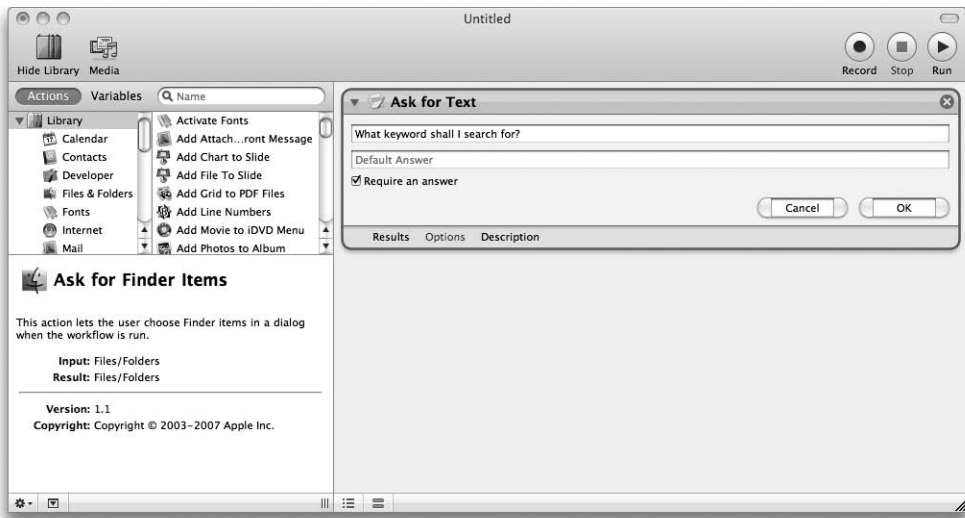 Untitled
Hide Library Media
Record Stop Run
Actions Variables Name
Library
Calendar
Contacts
Developer
Files & Folders
Fonts
Internet
Mail
Activate Fonts
Add Attach...ront Message
Add Chart to Slide
Add File To Slide
Add Grid to PDF Files
Add Line Numbers
Add Movie to iDVD Menu
Add Photos to Album
Ask for Finder Items
This action lets the user choose Finder items in a dialog
when the workflow is run.
Input: Files/Folders
Result: Files/Folders
Version: 1.1
Copyright: Copyright © 2003–2007 Apple Inc.
Ask for Text
What keyword shall I search for?
Default Answer
Require an answer
Cancel OK
Results Options Description